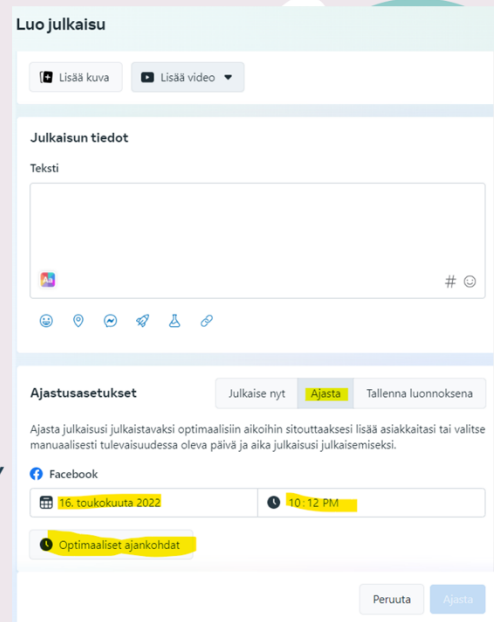 Luo julkaisu
Lisää kuva
Lisää video
Julkaisun tiedot
Teksti
Aa
#
Ajastusasetukset
Julkaise nyt
Ajasta
Tallenna luonnoksena
Ajasta julkaisusi julkaistavaksi optimaalisiin aikoihin sitouttaaksesi lisää asiakkaitasi tai valitse
manuaalisesti tulevaisuudessa oleva päivä ja aika julkaisusi julkaisemiseksi.
Facebook
16. toukokuuta 2022
10:12 PM
Optimaaliset ajankohdat
Peruuta
Ajasta